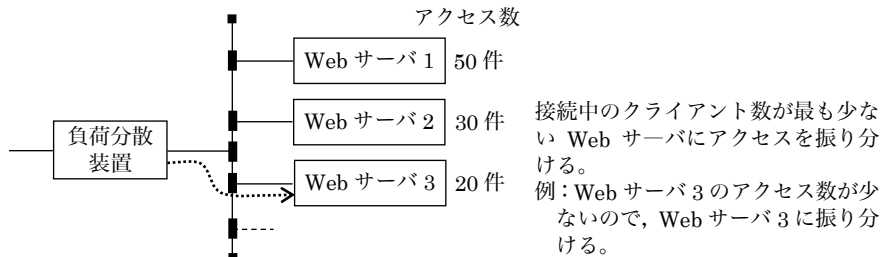 アクセス数
Web サーバ 1 50 件
Web サーバ 2 30 件
負荷分散
装置
Web サーバ 3 20 件
接続中のクライアント数が最も少な
い Web サ―バにアクセスを振り分
ける。
例：Web サーバ 3 のアクセス数が少
ないので，Web サーバ 3 に振り分
ける。